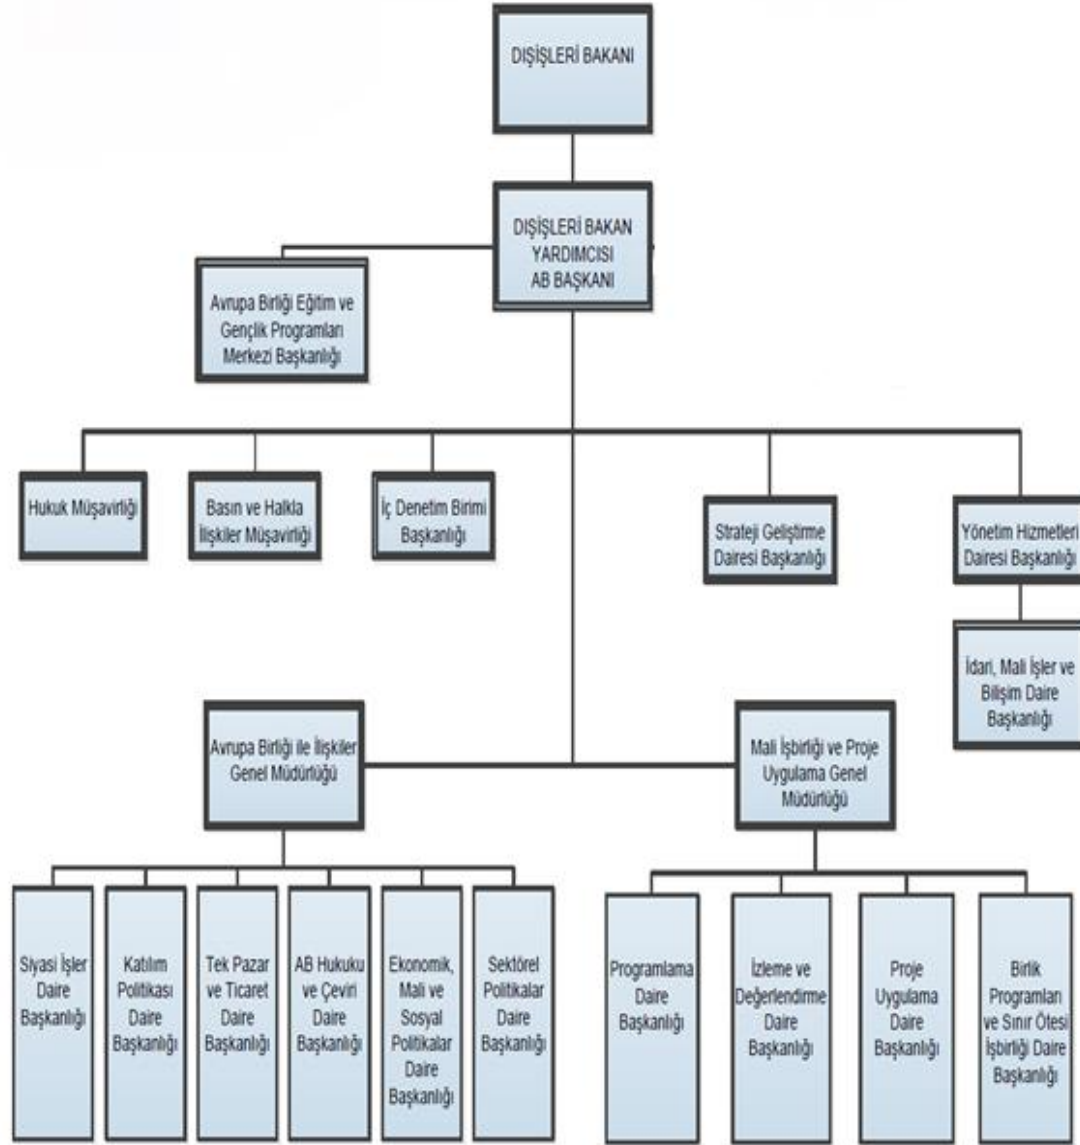 DIŞİŞLERİ BAKANI
DIŞİŞLERİ BAKAN
YARDIMCISI
AB BAŞKANI
Avrupa Birliği Eğitim ve
Gençlik Programları
Merkezi Başkanlığı
Hukuk Müşavirliği
Basın ve Halkla
İlişkiler Müşavirliği
İç Denetim Birimi
Başkanlığı
Strateji Geliştirme
Dairesi Başkanlığı
Yönetim Hizmetleri
Dairesi Başkanlığı
İdari, Mali İşler ve
Bilişim Daire
Başkanlığı
Avrupa Birliği ile İlişkiler
Genel Müdürlüğü
Mali İşbirliği ve Proje
Uygulama Genel
Müdürlüğü
Siyasi İşler
Daire
Başkanlığı
Katılım
Politikası
Daire
Başkanlığı
Tek Pazar
ve Ticaret
Daire
Başkanlığı
AB Hukuku
ve Çeviri
Daire
Başkanlığı
Ekonomik,
Mali ve
Sosyal
Politikalar
Daire
Başkanlığı
Sektörel
Politikalar
Daire
Başkanlığı
Programlama
Daire
Başkanlığı
İzleme ve
Değerlendirme
Daire
Başkanlığı
Proje
Uygulama
Daire
Başkanlığı
Birlik
Programları
ve Sınır Ötesi
İşbirliği Daire
Başkanlığı